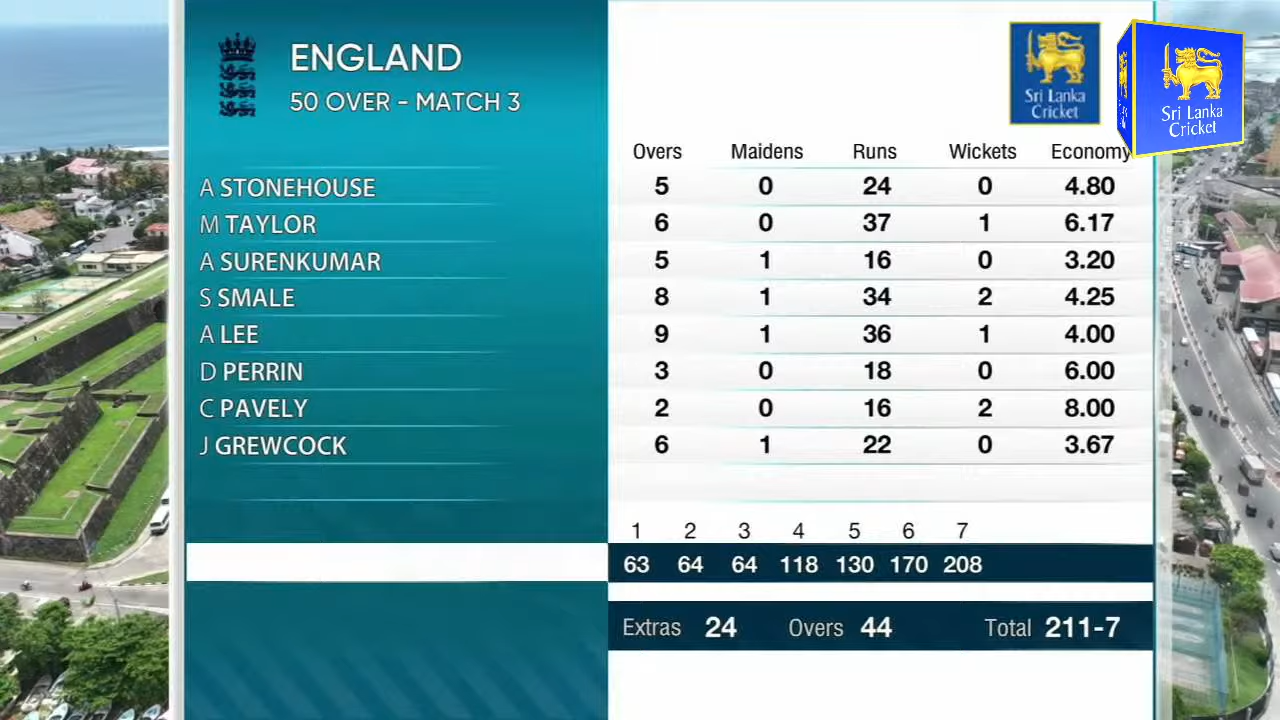 ENGLAND
50 OVER - MATCH 3
Sri Lanka
Cricket
Sri Lanka
Cricket
Overs Maidens Runs Wickets Economy
A STONEHOUSE 5 0 24 0 4.80
M TAYLOR 6 0 37 1 6.17
A SURENKUMAR 5 1 16 0 3.20
S SMALE 8 1 34 2 4.25
A LEE 9 1 36 1 4.00
D PERRIN 3 0 18 0 6.00
C PAVELY 2 0 16 2 8.00
J GREWCOCK 6 1 22 0 3.67
1 2 3 4 5 6 7
63 64 64 118 130 170 208
Extras 24 Overs 44 Total 211-7